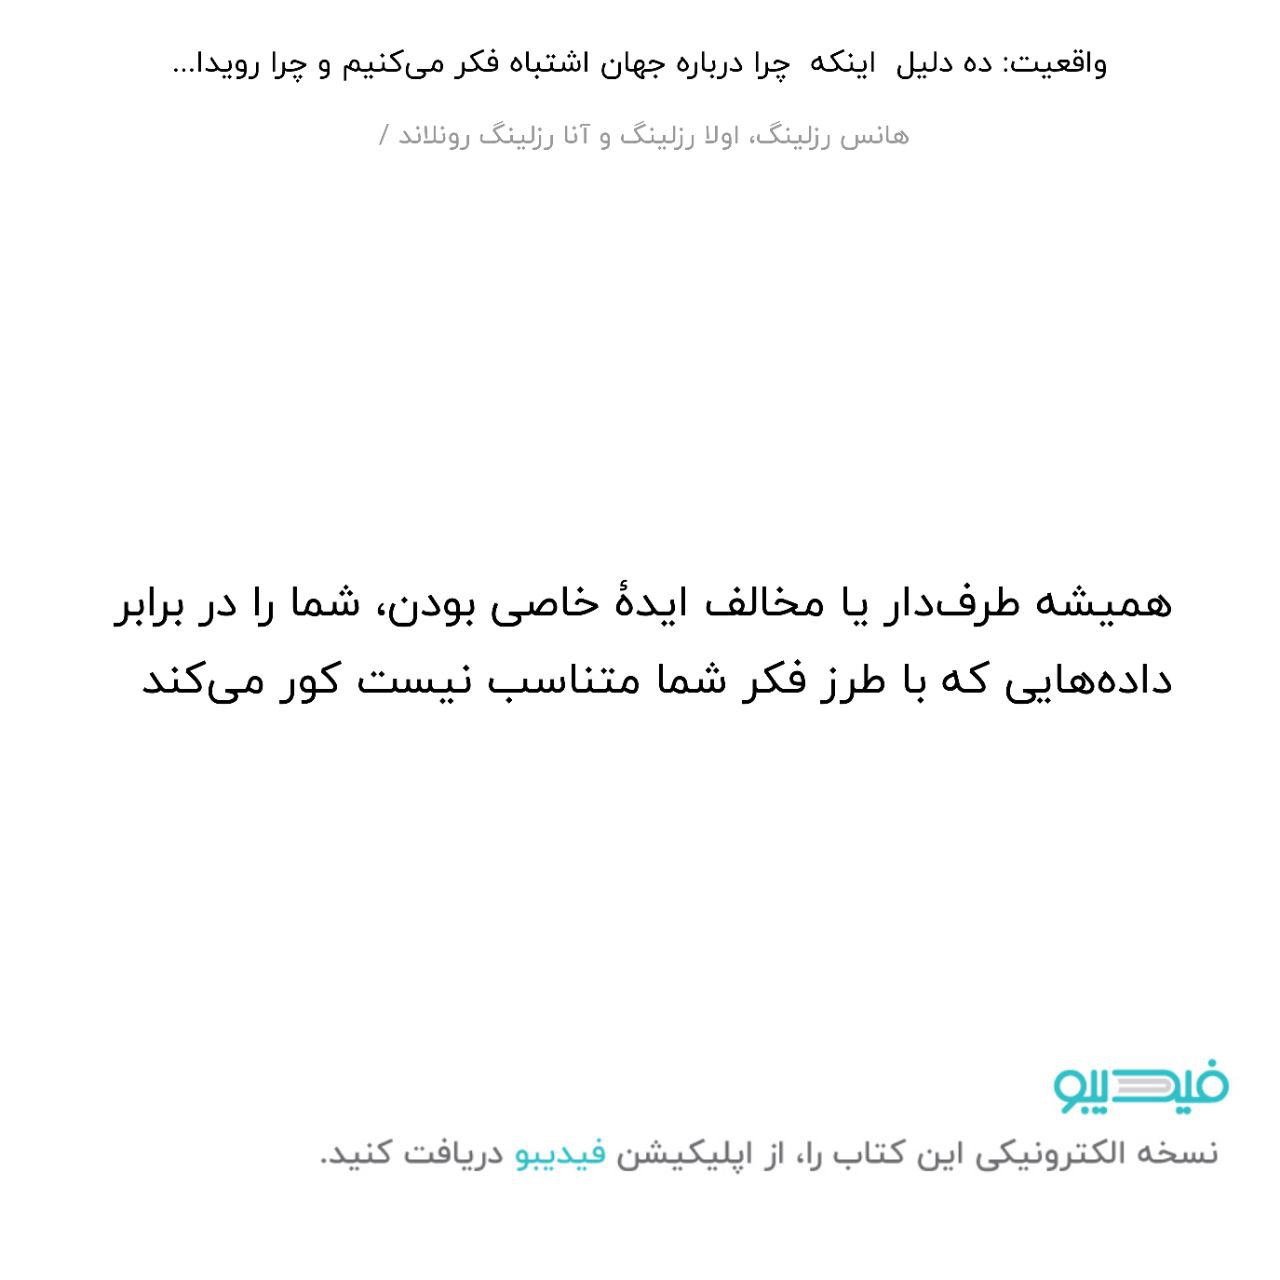 واقعیت: ده دلیل اینکه چرا درباره جهان اشتباه فکر می‌کنیم و چرا رویدا...
هانس رزلینگ، اولا رزلینگ و آنا رزلینگ رونلاند /
همیشه طرف‌دار یا مخالف ایدهٔ خاصی بودن، شما را در برابر
داده‌هایی که با طرز فکر شما متناسب نیست کور می‌کند
فیدیبو
نسخه الکترونیکی این کتاب را، از اپلیکیشن فیدیبو دریافت کنید.